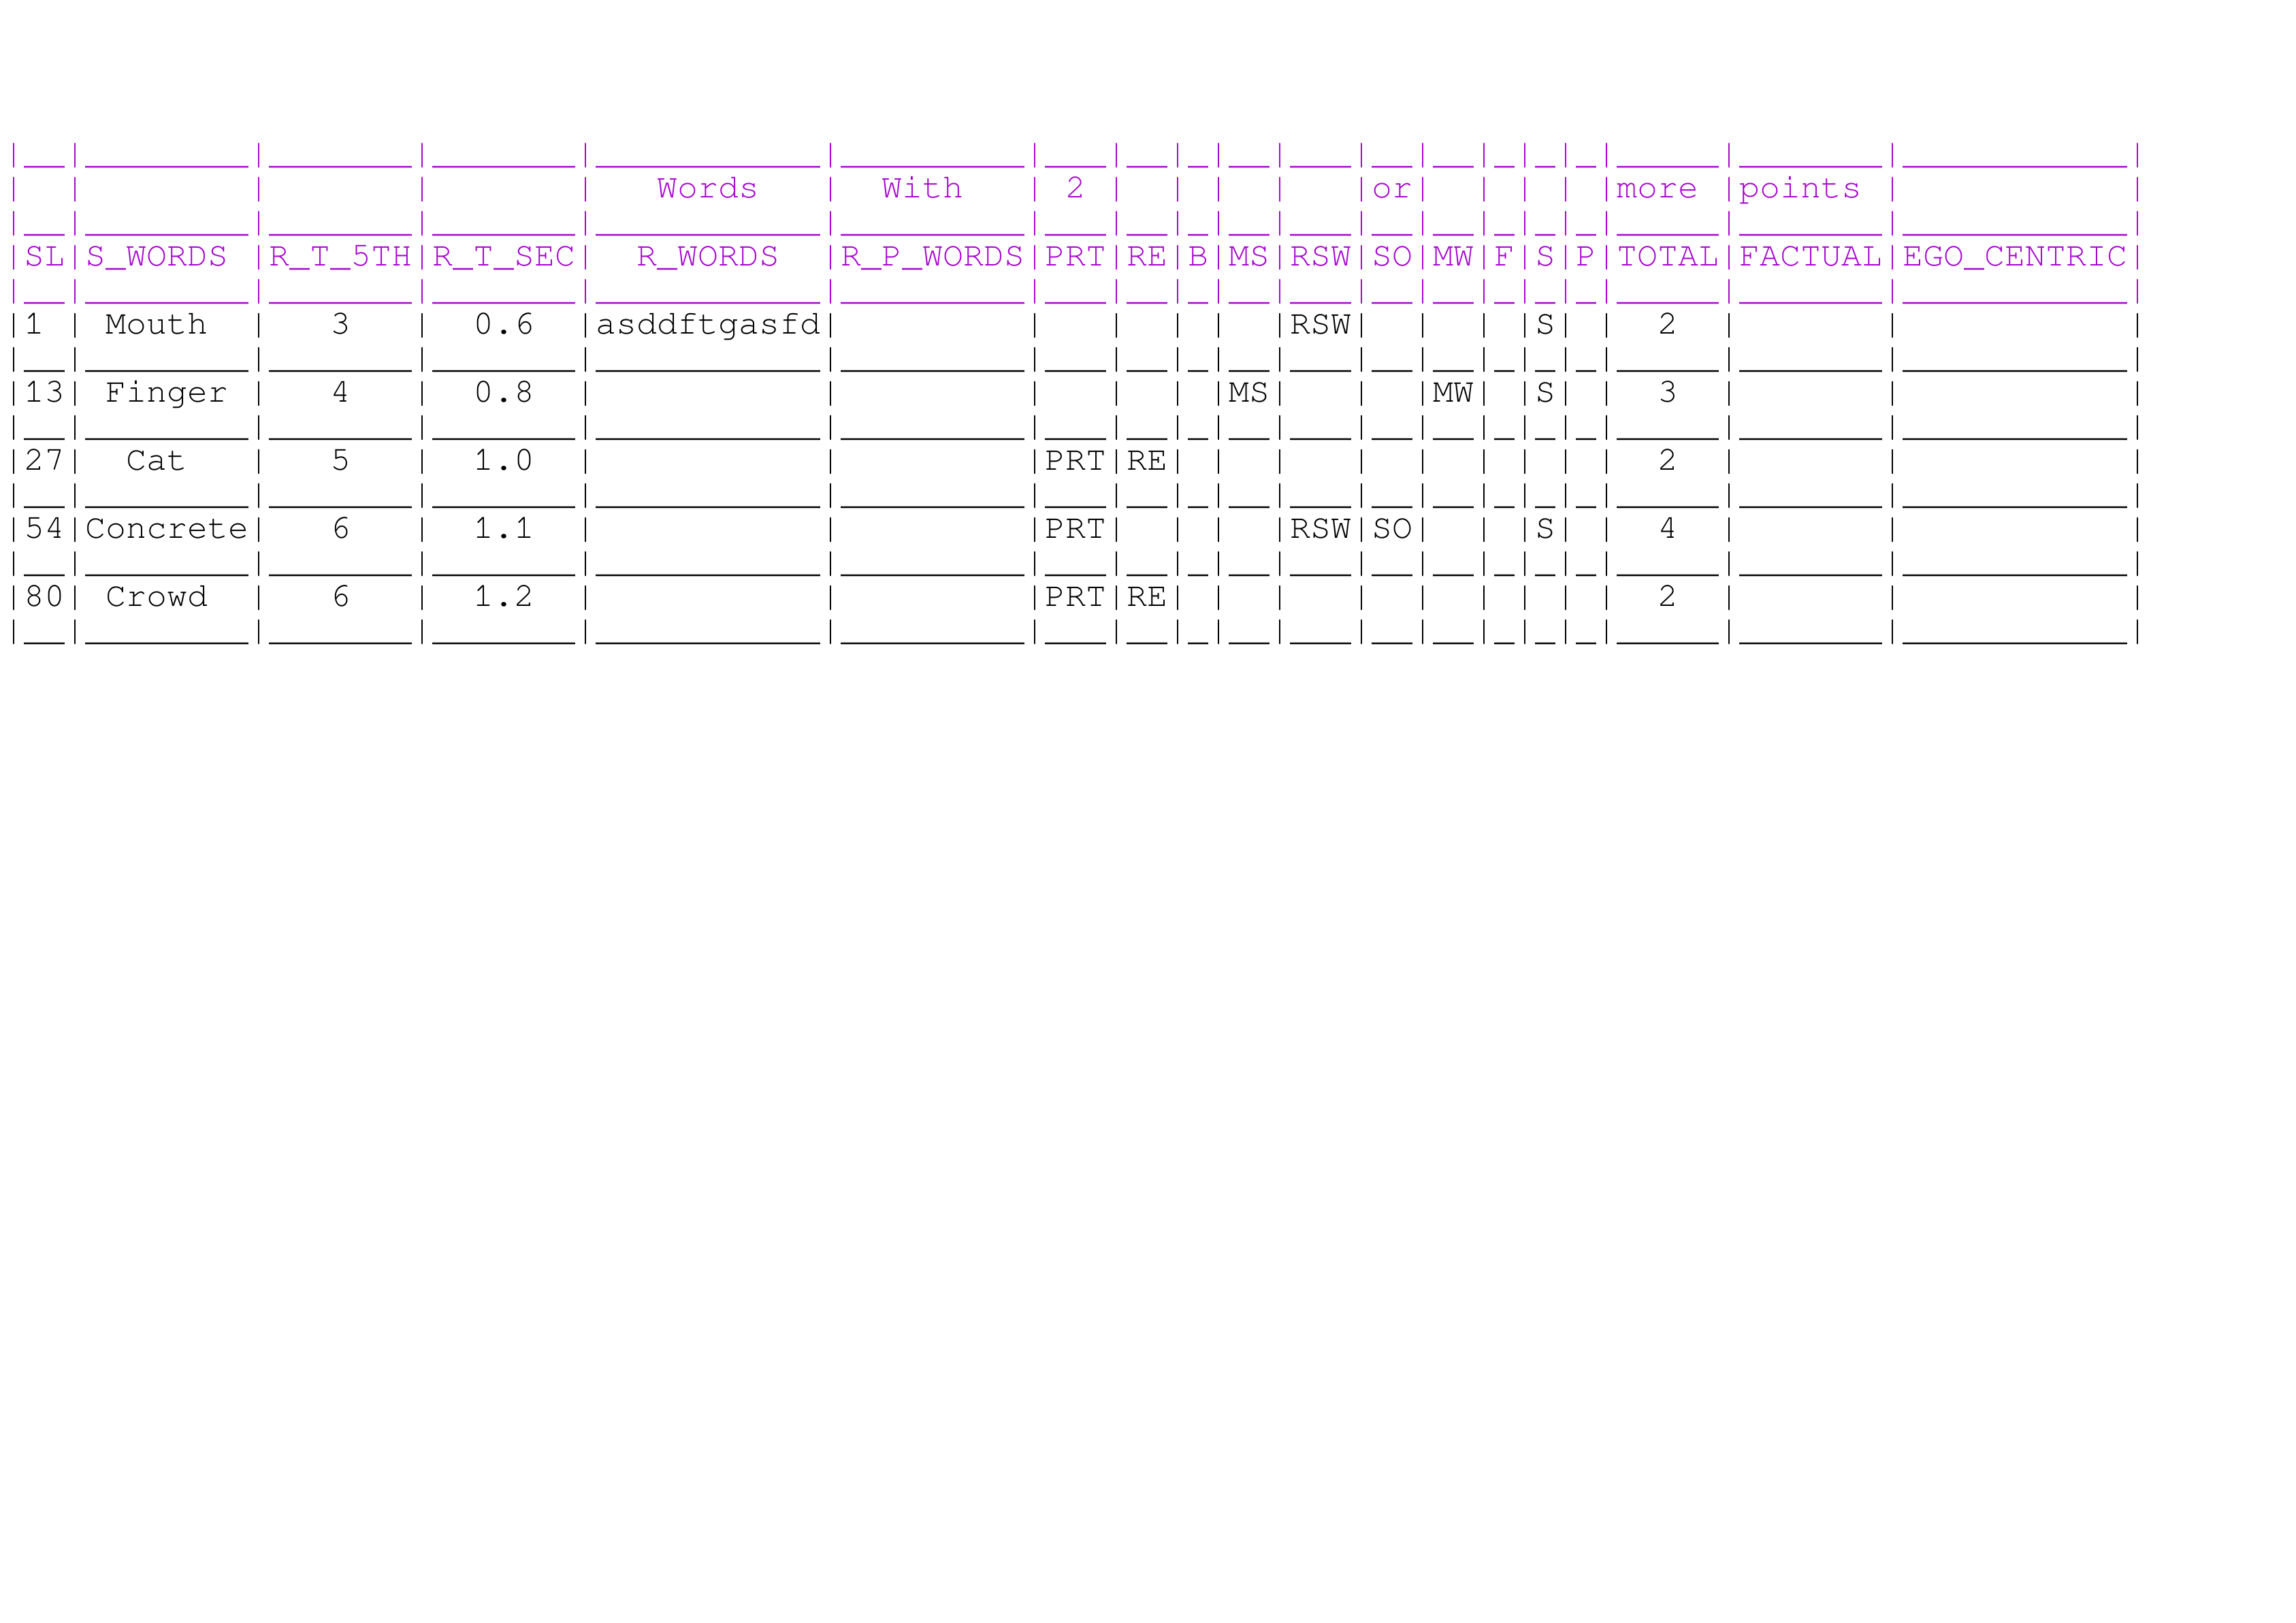 Words With 2 or more points
SL S_WORDS R_T_5TH R_T_SEC R_WORDS R_P_WORDS PRT RE B MS RSW SO MW F S P TOTAL FACTUAL EGO_CENTRIC
1 Mouth 3 0.6 asddftgasfd RSW S 2
13 Finger 4 0.8 MS MW S 3
27 Cat 5 1.0 PRT RE 2
54 Concrete 6 1.1 PRT RSW SO S 4
80 Crowd 6 1.2 PRT RE 2